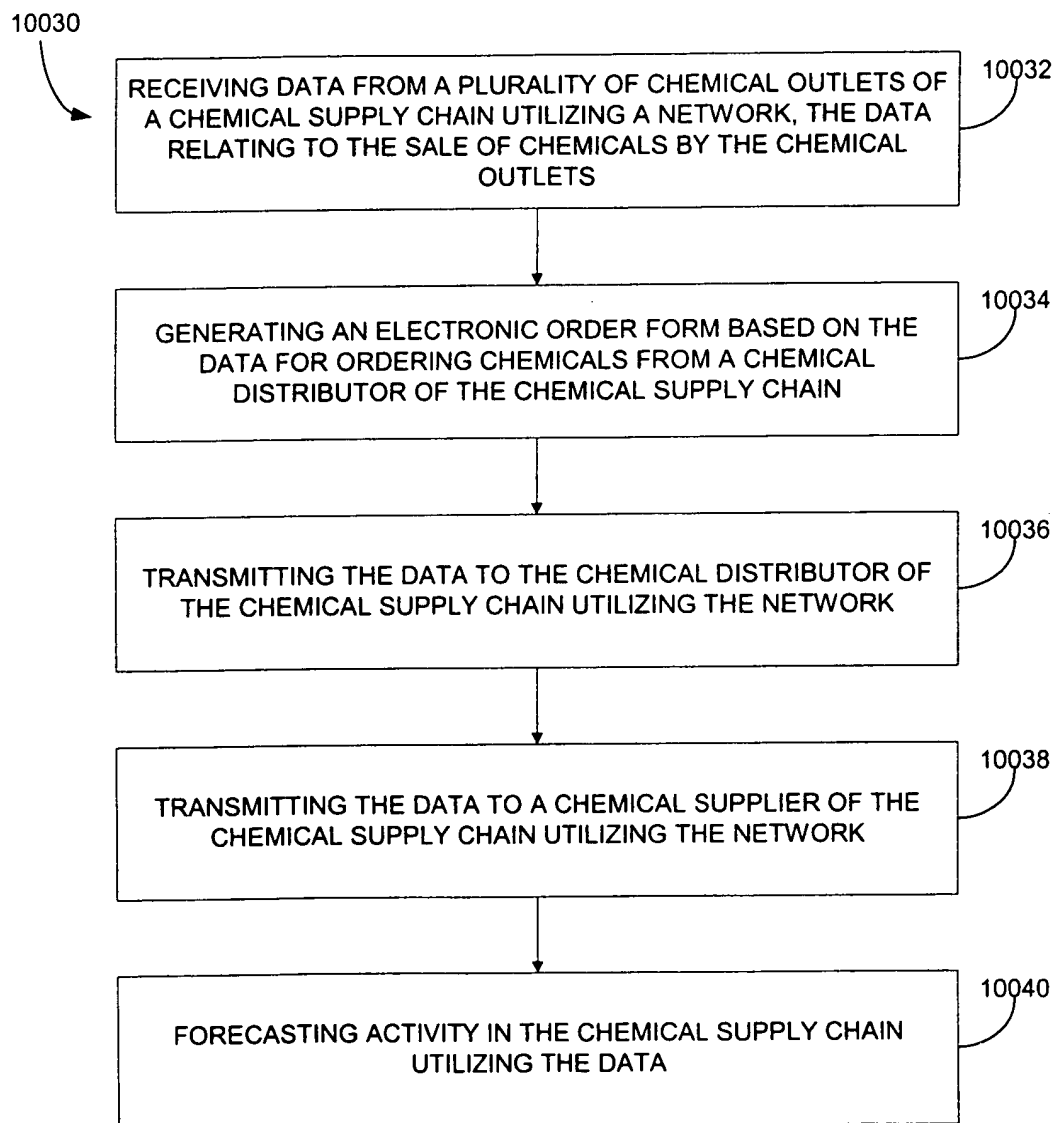 10030
RECEIVING DATA FROM A PLURALITY OF CHEMICAL OUTLETS OF
A CHEMICAL SUPPLY CHAIN UTILIZING A NETWORK, THE DATA
RELATING TO THE SALE OF CHEMICALS BY THE CHEMICAL
OUTLETS
10032
GENERATING AN ELECTRONIC ORDER FORM BASED ON THE
DATA FOR ORDERING CHEMICALS FROM A CHEMICAL
DISTRIBUTOR OF THE CHEMICAL SUPPLY CHAIN
10034
TRANSMITTING THE DATA TO THE CHEMICAL DISTRIBUTOR OF
THE CHEMICAL SUPPLY CHAIN UTILIZING THE NETWORK
10036
TRANSMITTING THE DATA TO A CHEMICAL SUPPLIER OF THE
CHEMICAL SUPPLY CHAIN UTILIZING THE NETWORK
10038
FORECASTING ACTIVITY IN THE CHEMICAL SUPPLY CHAIN
UTILIZING THE DATA
10040